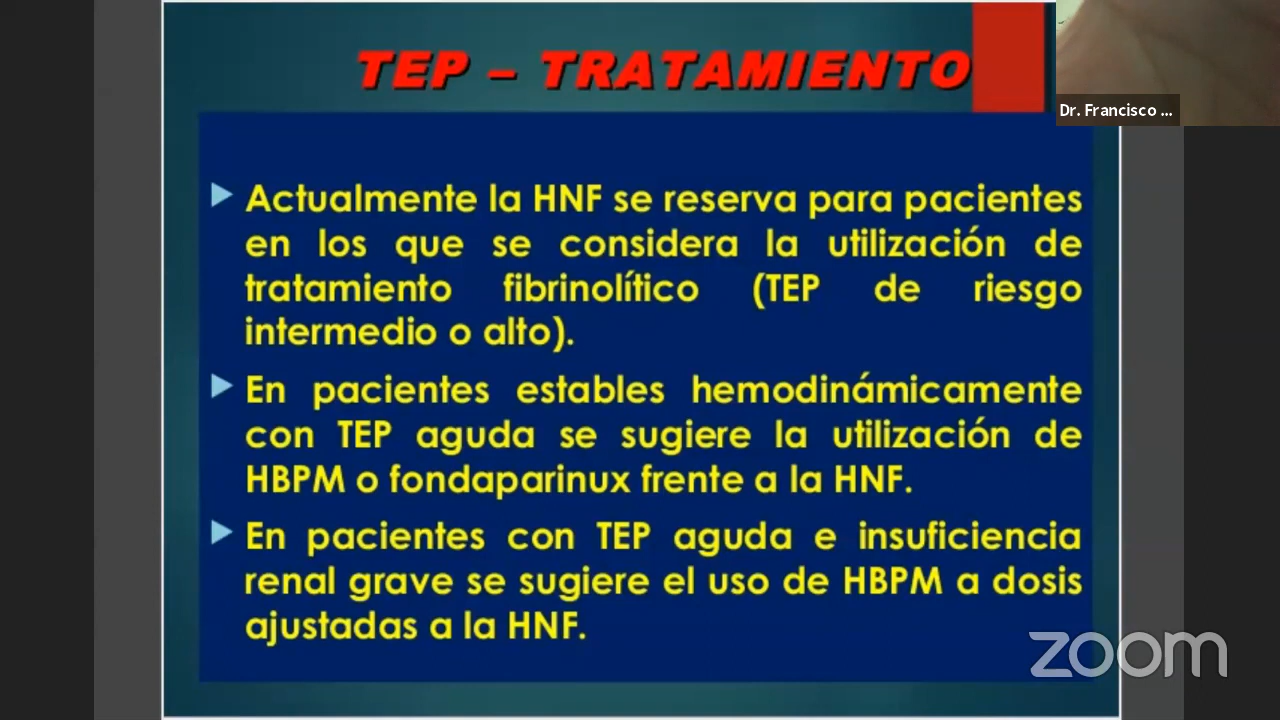 TEP – TRATAMIENTO
Dr. Francisco ...
Actualmente la HNF se reserva para pacientes
en los que se considera la utilización de
tratamiento fibrinolítico (TEP de riesgo
intermedio o alto).
En pacientes estables hemodinámicamente
con TEP aguda se sugiere la utilización de
HBPM o fondaparinux frente a la HNF.
En pacientes con TEP aguda e insuficiencia
renal grave se sugiere el uso de HBPM a dosis
ajustadas a la HNF.
zoom